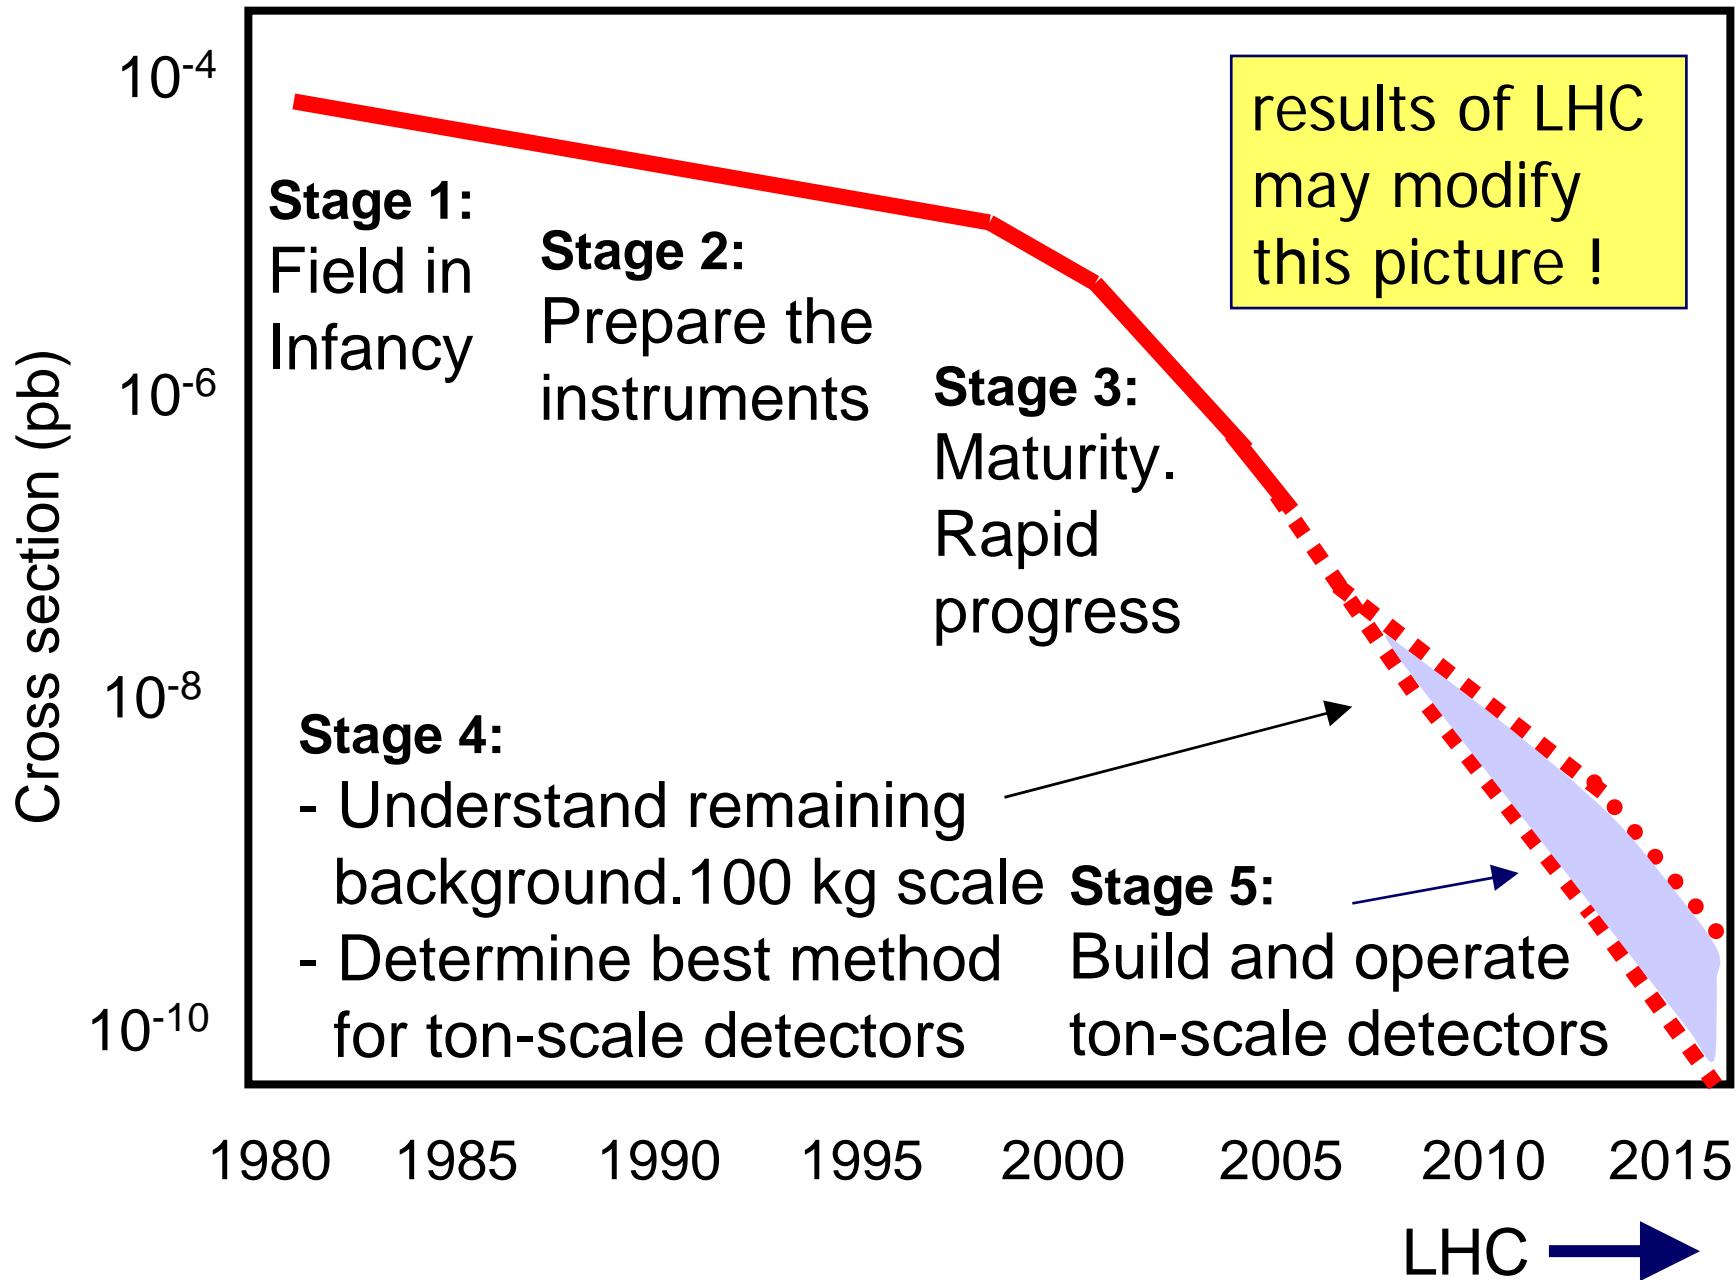 10-4
10-6
10-8
10-10
Cross section (pb)
results of LHC
may modify
this picture !
Stage 1:
Field in
Infancy
Stage 2:
Prepare the
instruments
Stage 3:
Maturity.
Rapid
progress
Stage 4:
- Understand remaining
background.100 kg scale
- Determine best method
for ton-scale detectors
Stage 5:
Build and operate
ton-scale detectors
1980 1985 1990 1995 2000 2005 2010 2015
LHC